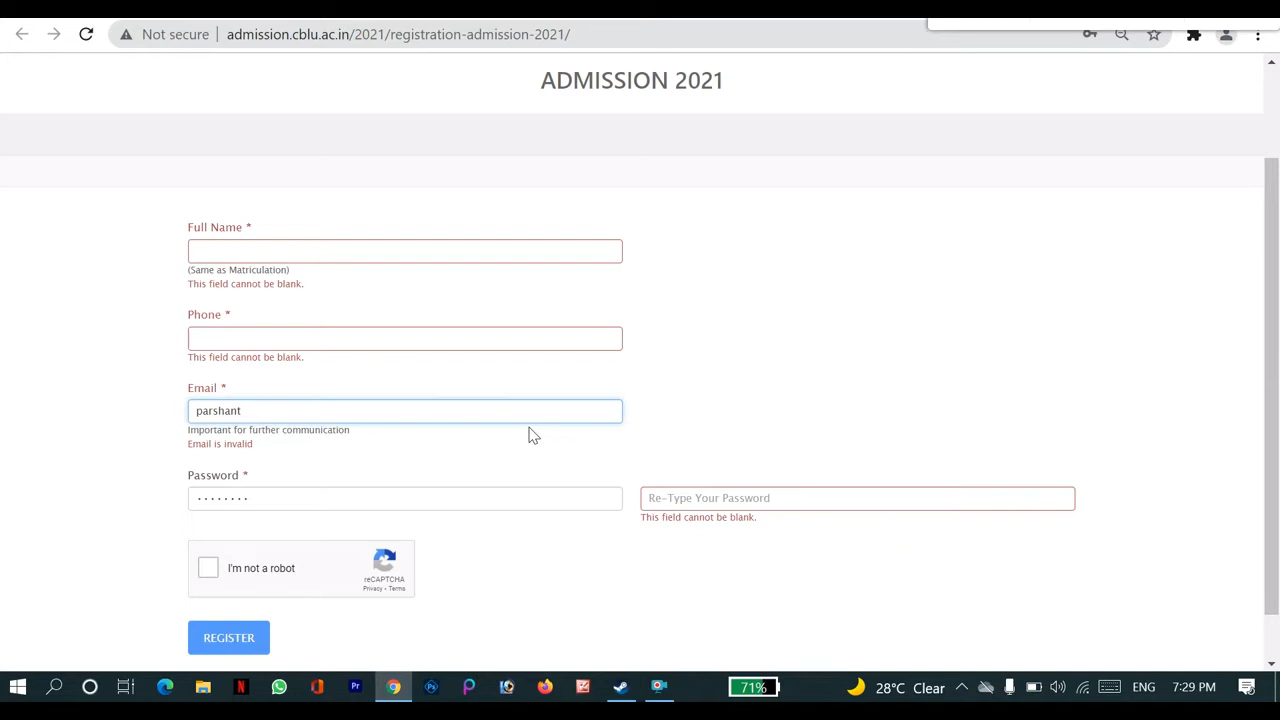 Not secure admission.cblu.ac.in/2021/registration-admission-2021/
ADMISSION 2021
Full Name *
(Same as Matriculation)
This field cannot be blank.
Phone *
This field cannot be blank.
Email *
parshant
Important for further communication
Email is invalid
Password *
Re-Type Your Password
This field cannot be blank.
I'm not a robot
reCAPTCHA
Privacy • Terms
REGISTER
71% 28°C Clear ENG 7:29 PM